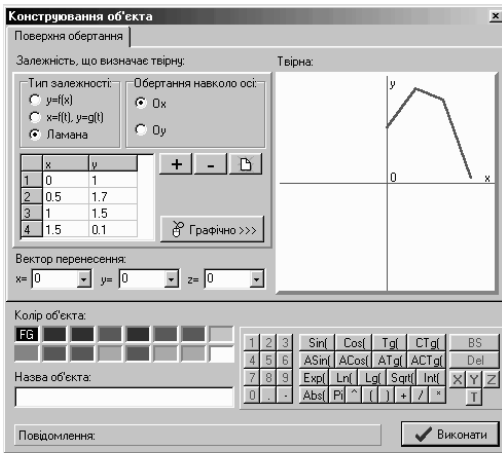 Конструювання об'єкта
Поверхня обертання
Залежність, що визначає твірну:
Твірна:
Тип залежності:
Обертання навколо осі:
y=f(x)
x=f(t), y=g(t)
Ламана
Ox
Oy
x y
1 0 1
2 0.5 1.7
3 1 1.5
4 1.5 0.1
+ -
Графічно >>>
y
0 x
Вектор перенесення:
x= 0 y= 0 z= 0
Колір об'єкта:
FG
Назва об'єкта:
1 2 3 Sin( Cos( Tg( CTg( BS
4 5 6 ASin( ACos( ATg( ACTg( Del
7 8 9 Exp( Ln( Lg( Sqrt( Int( X Y Z
0 . - Abs( Pi ^ ( ) + / * T
Повідомлення:
Виконати